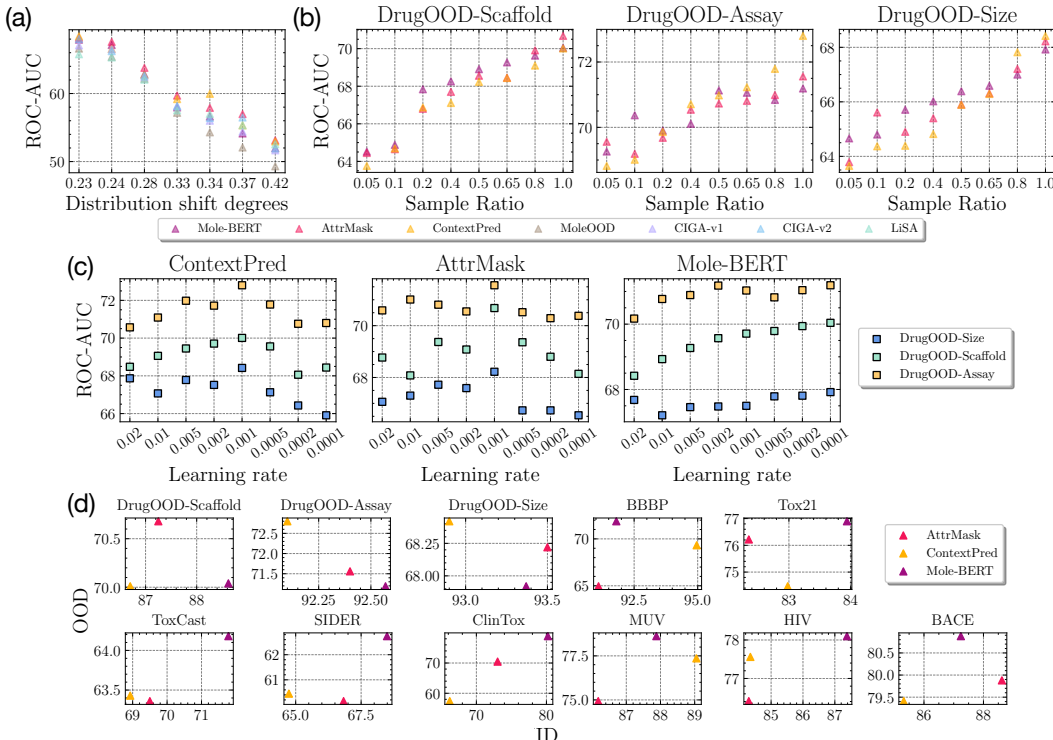 (a)
ROC-AUC
60
50
0.23 0.24 0.28 0.33 0.34 0.37 0.42
Distribution shift degrees
(b)
DrugOOD-Scaffold
ROC-AUC
70
68
66
64
0.05 0.1 0.2 0.4 0.5 0.65 0.8 1.0
Sample Ratio
DrugOOD-Assay
72
70
0.05 0.1 0.2 0.4 0.5 0.65 0.8 1.0
Sample Ratio
DrugOOD-Size
68
66
64
0.05 0.1 0.2 0.4 0.5 0.65 0.8 1.0
Sample Ratio
Mole-BERT AttrMask ContextPred MoleOOD CIGA-v1 CIGA-v2 LiSA
(c)
ContextPred
ROC-AUC
72
70
68
66
0.02 0.01 0.005 0.002 0.001 0.0005 0.0002 0.0001
Learning rate
AttrMask
70
68
0.02 0.01 0.005 0.002 0.001 0.0005 0.0002 0.0001
Learning rate
Mole-BERT
70
68
0.02 0.01 0.005 0.002 0.001 0.0005 0.0002 0.0001
Learning rate
DrugOOD-Size
DrugOOD-Scaffold
DrugOOD-Assay
(d)
OOD
DrugOOD-Scaffold
70.5
70.0
87 88
DrugOOD-Assay
72.5
72.0
71.5
92.25 92.50
DrugOOD-Size
68.25
68.00
93.0 93.5
BBBP
70
65
92.5 95.0
Tox21
77
76
75
83 84
AttrMask
ContextPred
Mole-BERT
ToxCast
64.0
63.5
69 70 71
SIDER
62
61
65.0 67.5
ClinTox
70
60
70 80
MUV
77.5
75.0
87 88 89
HIV
78
77
85 86 87
BACE
80.5
80.0
79.5
86 88
ID